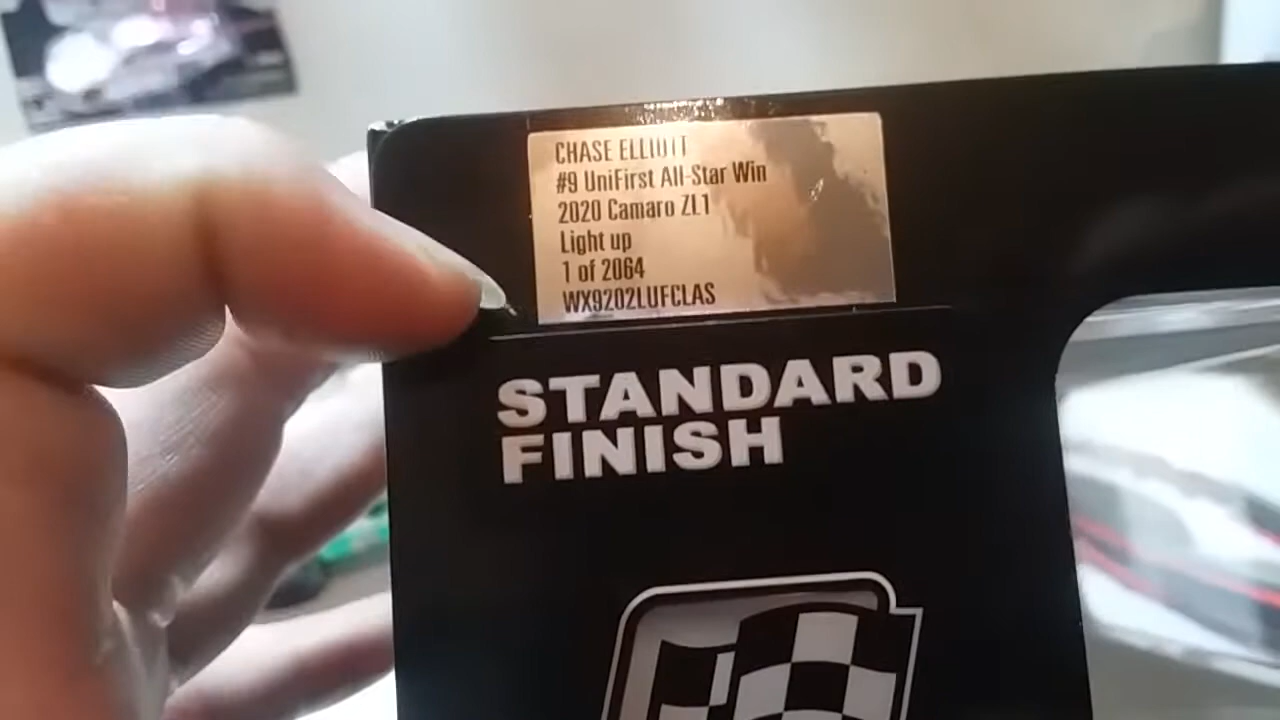 CHASE ELLIOTT
#9 UniFirst All-Star Win
2020 Camaro ZL1
Light up
1 of 2064
WX9202LUFCLAS
STANDARD
FINISH